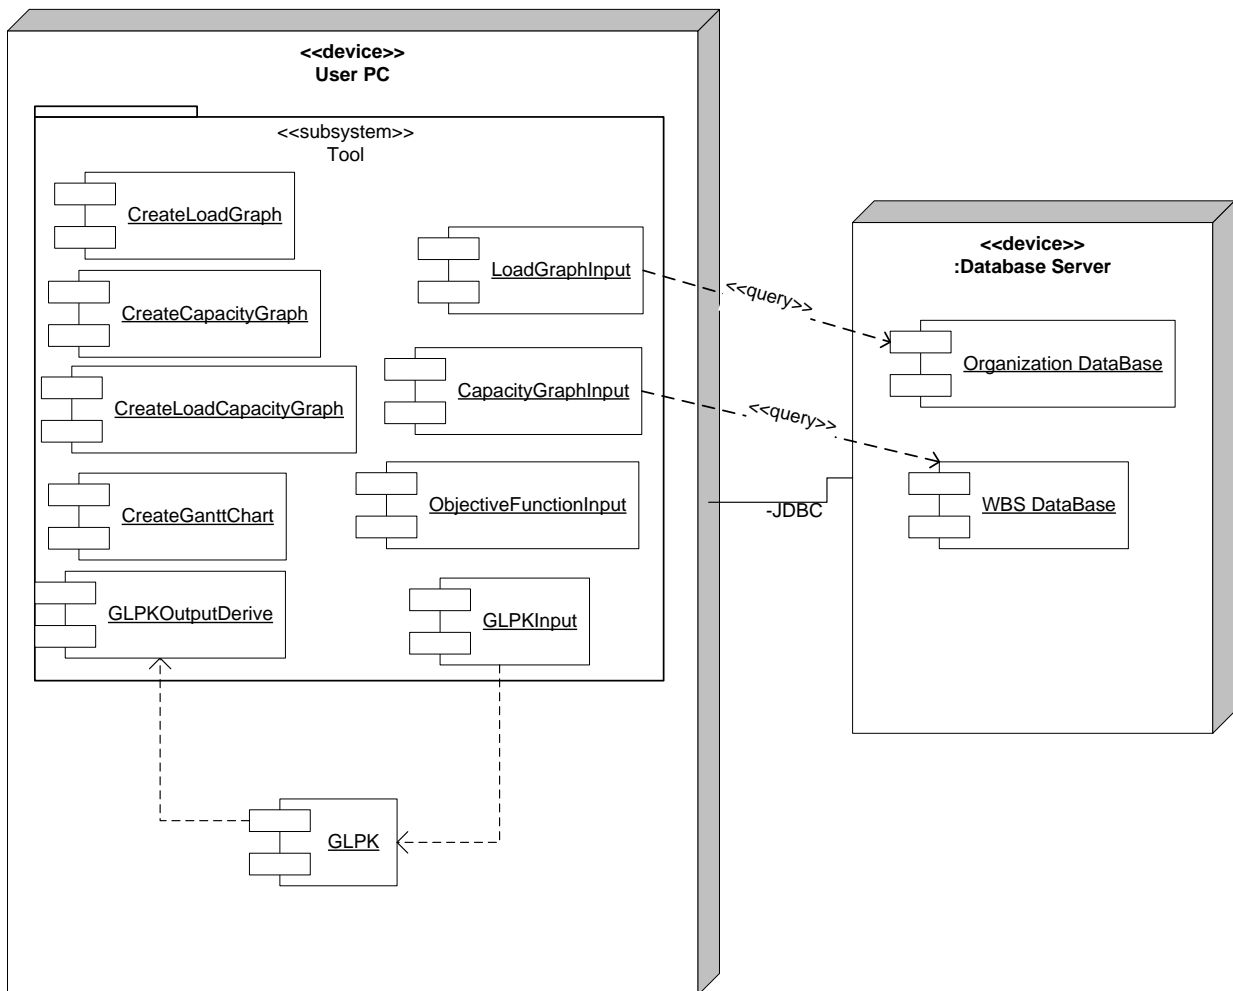 <<device>>
User PC
<<subsystem>>
Tool
CreateLoadGraph
CreateCapacityGraph
CreateLoadCapacityGraph
CreateGanttChart
GLPKOutputDerive
LoadGraphInput
CapacityGraphInput
ObjectiveFunctionInput
GLPKInput
GLPK
<<query>>
<<query>>
-JDBC
<<device>>
:Database Server
Organization DataBase
WBS DataBase